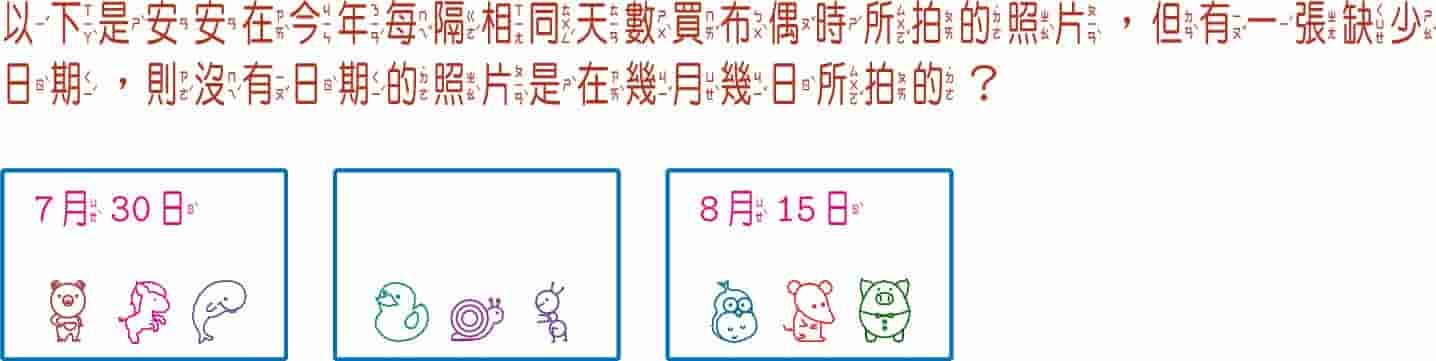 以下是安安在今年每隔相同天數買布偶時所拍的照片，但有一張缺少
日期，則沒有日期的照片是在幾月幾日所拍的？
7月30日
8月15日